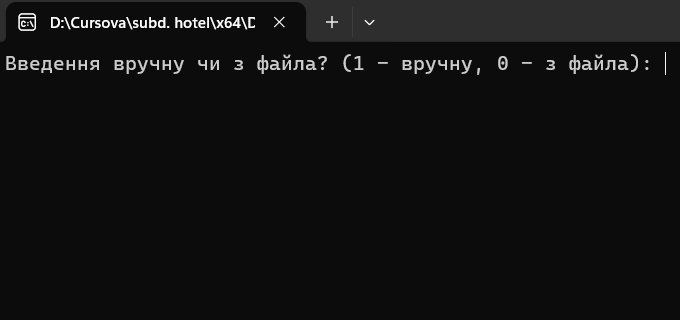 D:\Cursova\subd. hotel\x64\D
Введення вручну чи з файла? (1 - вручну, 0 - з файла):